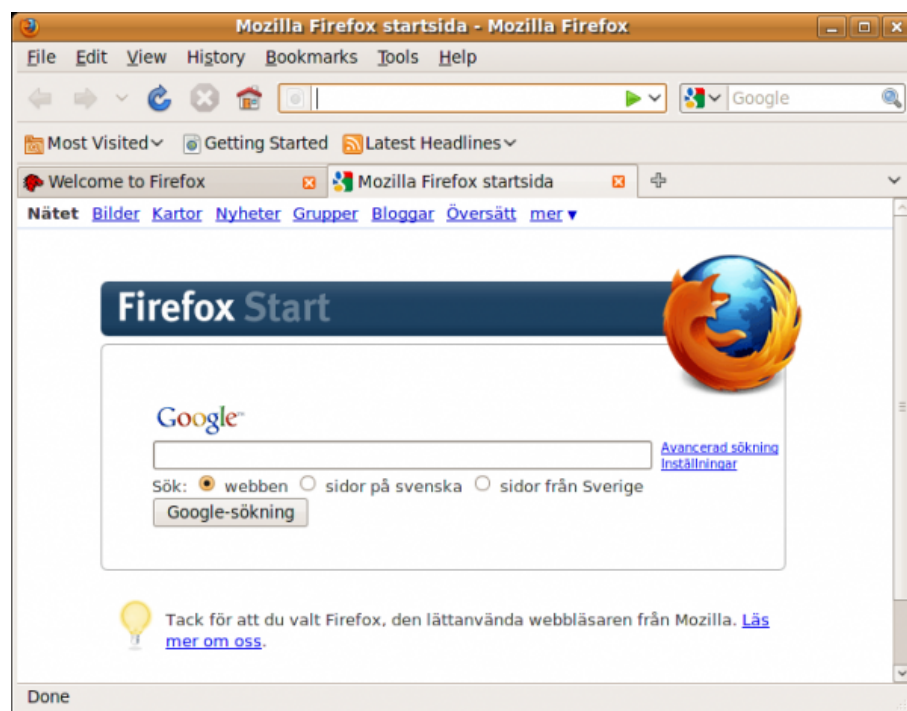 Mozilla Firefox startsida - Mozilla Firefox
File Edit View History Bookmarks Tools Help
Google
Most Visited Getting Started Latest Headlines
Welcome to Firefox Mozilla Firefox startsida
Nätet Bilder Kartor Nyheter Grupper Bloggar Översätt mer ▼
Firefox Start
Google™
Avancerad sökning
Inställningar
Sök: webben sidor på svenska sidor från Sverige
Google-sökning
Tack för att du valt Firefox, den lättanvända webbläsaren från Mozilla. Läs
mer om oss.
Done